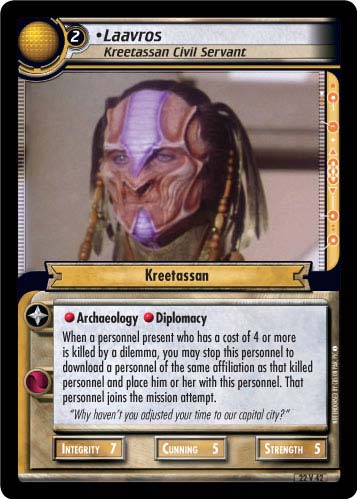 2
•Laavros
Kreetassan Civil Servant
Kreetassan
Archaeology Diplomacy
When a personnel present who has a cost of 4 or more
is killed by a dilemma, you may stop this personnel to
download a personnel of the same affiliation as that killed
personnel and place him or her with this personnel. That
personnel joins the mission attempt.
"Why haven't you adjusted your time to our capital city?"
INTEGRITY 7 CUNNING 5 STRENGTH 5
22 V 42